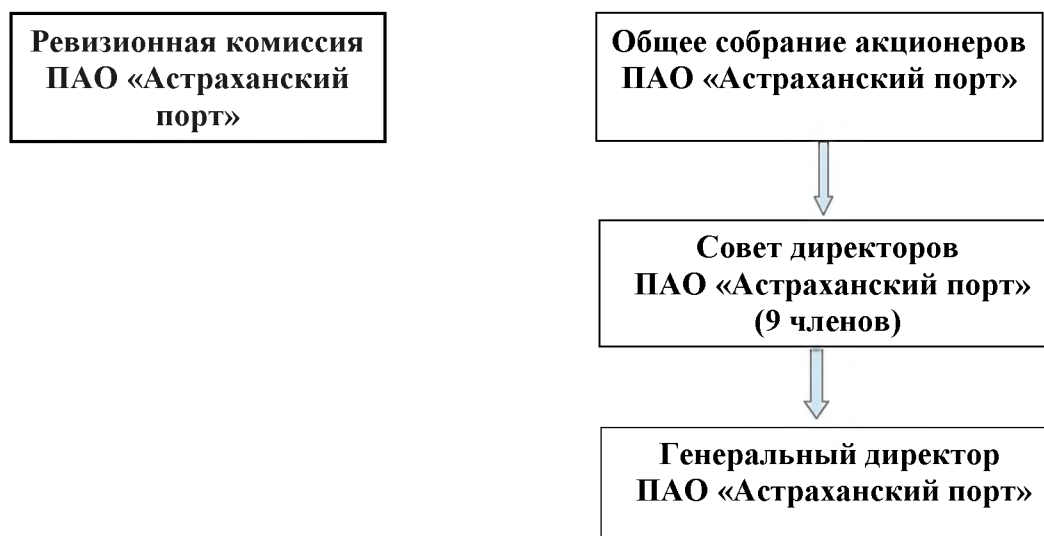 Ревизионная комиссия
ПАО «Астраханский
порт»
Общее собрание акционеров
ПАО «Астраханский порт»
Совет директоров
ПАО «Астраханский порт»
(9 членов)
Генеральный директор
ПАО «Астраханский порт»